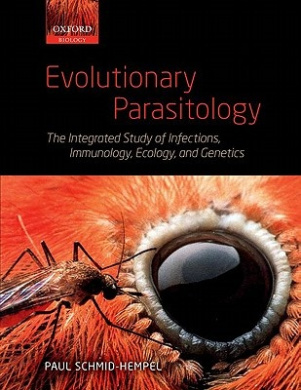 OXFORD
BIOLOGY
Evolutionary
Parasitology
The Integrated Study of Infections,
Immunology, Ecology, and Genetics
PAUL SCHMID-HEMPEL